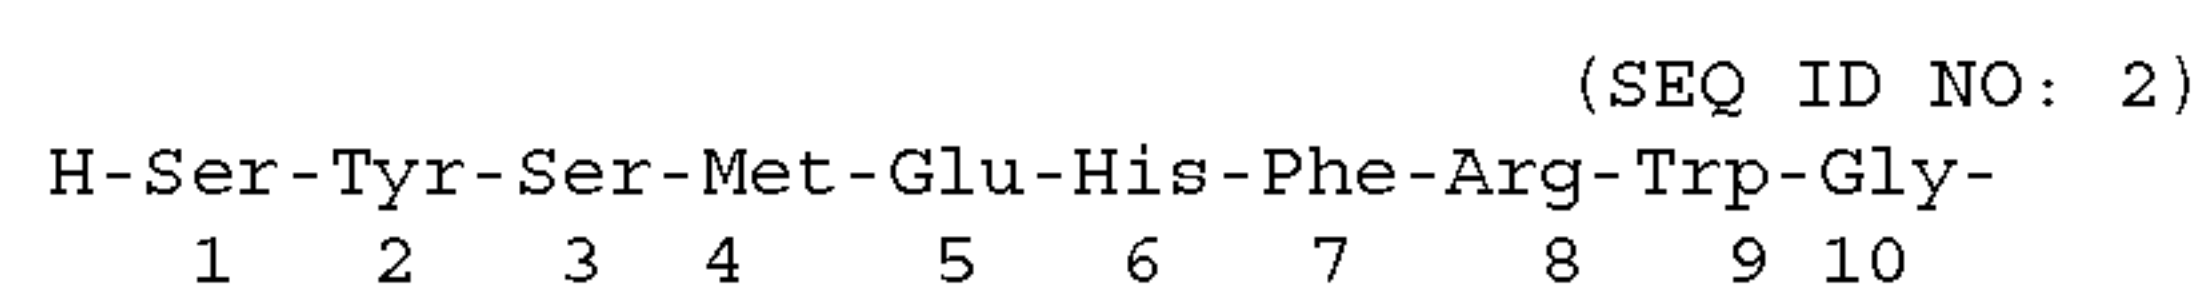 (SEQ ID NO: 2)
H-Ser-Tyr-Ser-Met-Glu-His-Phe-Arg-Trp-Gly-
1 2 3 4 5 6 7 8 9 10